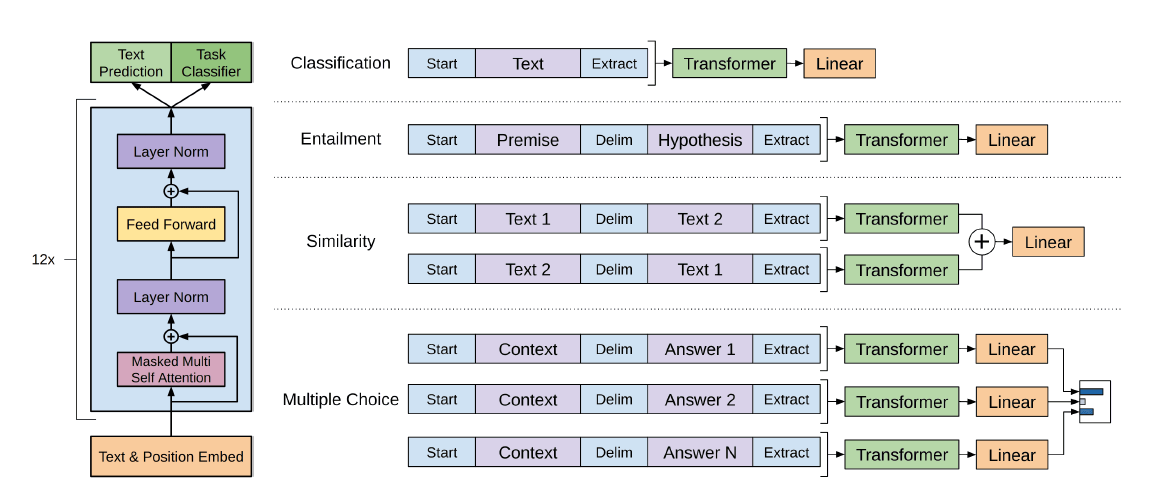 Text
Prediction
Task
Classifier
Layer Norm
Feed Forward
12x
Layer Norm
Masked Multi
Self Attention
Text & Position Embed
Classification
Start
Text
Extract
Transformer
Linear
Entailment
Start
Premise
Delim
Hypothesis
Extract
Transformer
Linear
Similarity
Start
Text 1
Delim
Text 2
Extract
Transformer
Start
Text 2
Delim
Text 1
Extract
Transformer
+
Linear
Multiple Choice
Start
Context
Delim
Answer 1
Extract
Transformer
Linear
Start
Context
Delim
Answer 2
Extract
Transformer
Linear
Start
Context
Delim
Answer N
Extract
Transformer
Linear